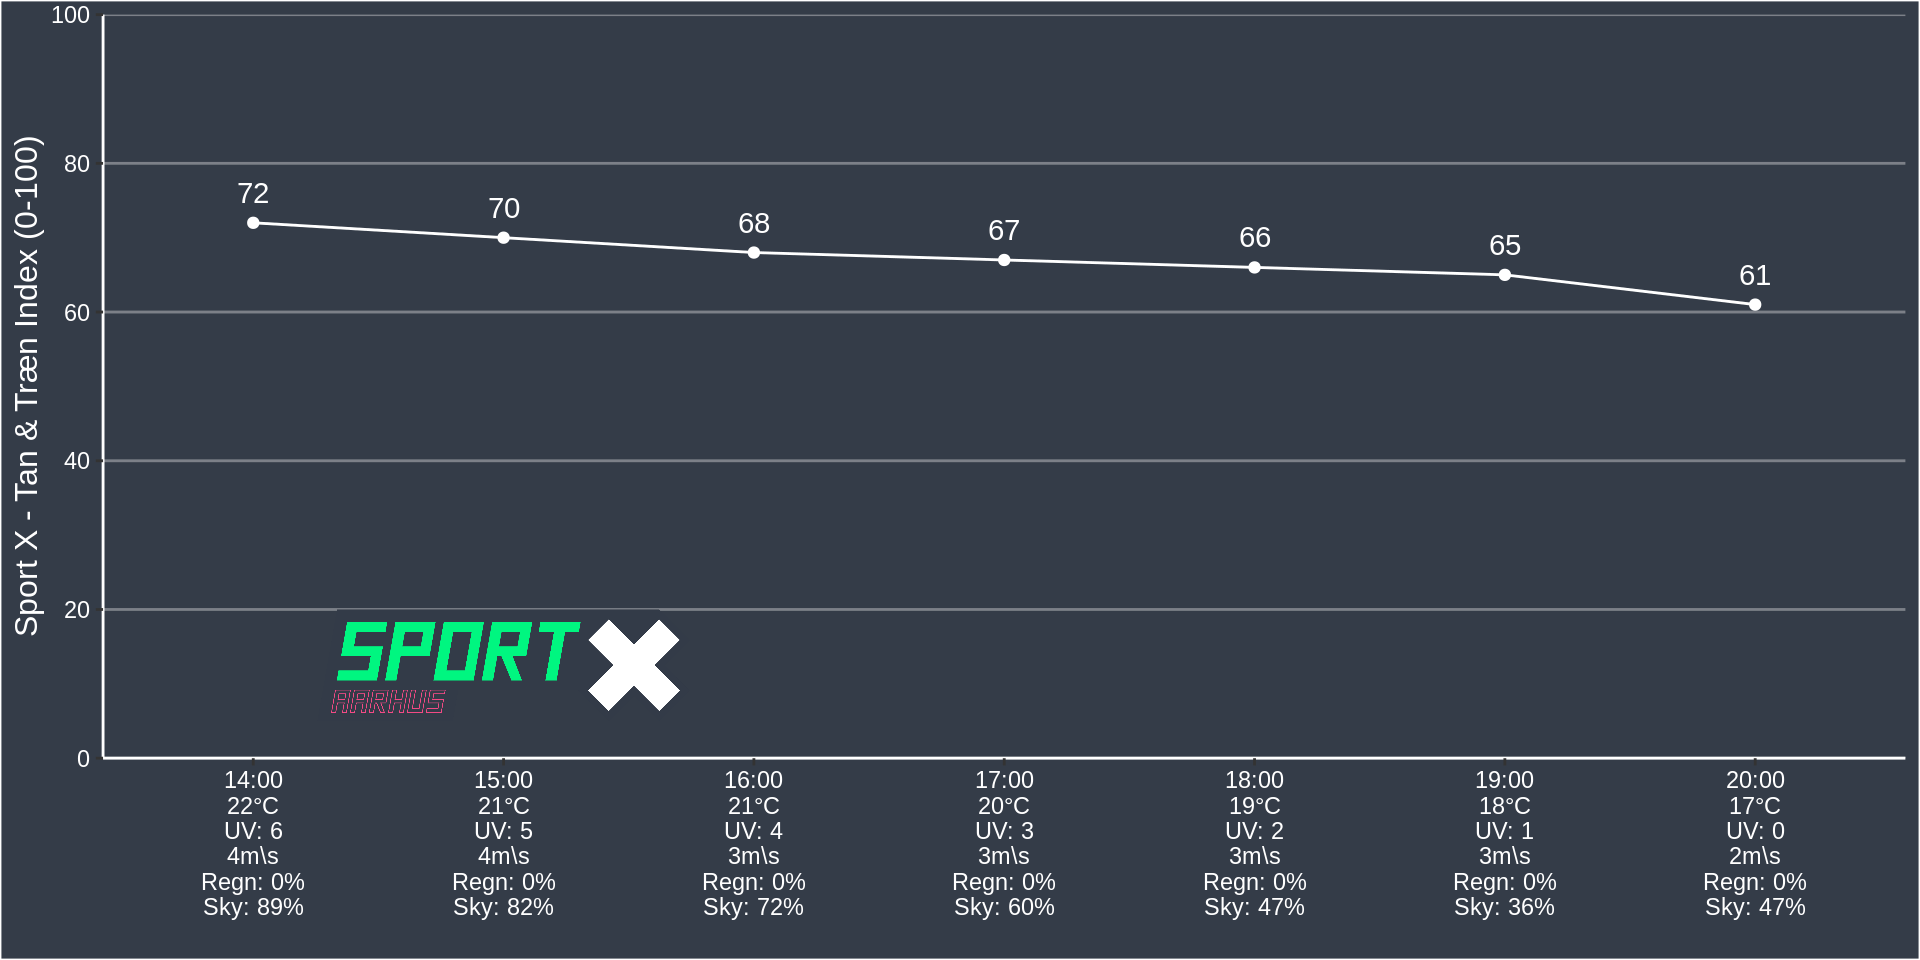 Sport X - Tan & Træn Index (0-100)
100
80
60
40
20
0
72
70
68
67
66
65
61
SPORT X
AARHUS
14:00
22°C
UV: 6
4m\s
Regn: 0%
Sky: 89%
15:00
21°C
UV: 5
4m\s
Regn: 0%
Sky: 82%
16:00
21°C
UV: 4
3m\s
Regn: 0%
Sky: 72%
17:00
20°C
UV: 3
3m\s
Regn: 0%
Sky: 60%
18:00
19°C
UV: 2
3m\s
Regn: 0%
Sky: 47%
19:00
18°C
UV: 1
3m\s
Regn: 0%
Sky: 36%
20:00
17°C
UV: 0
2m\s
Regn: 0%
Sky: 47%